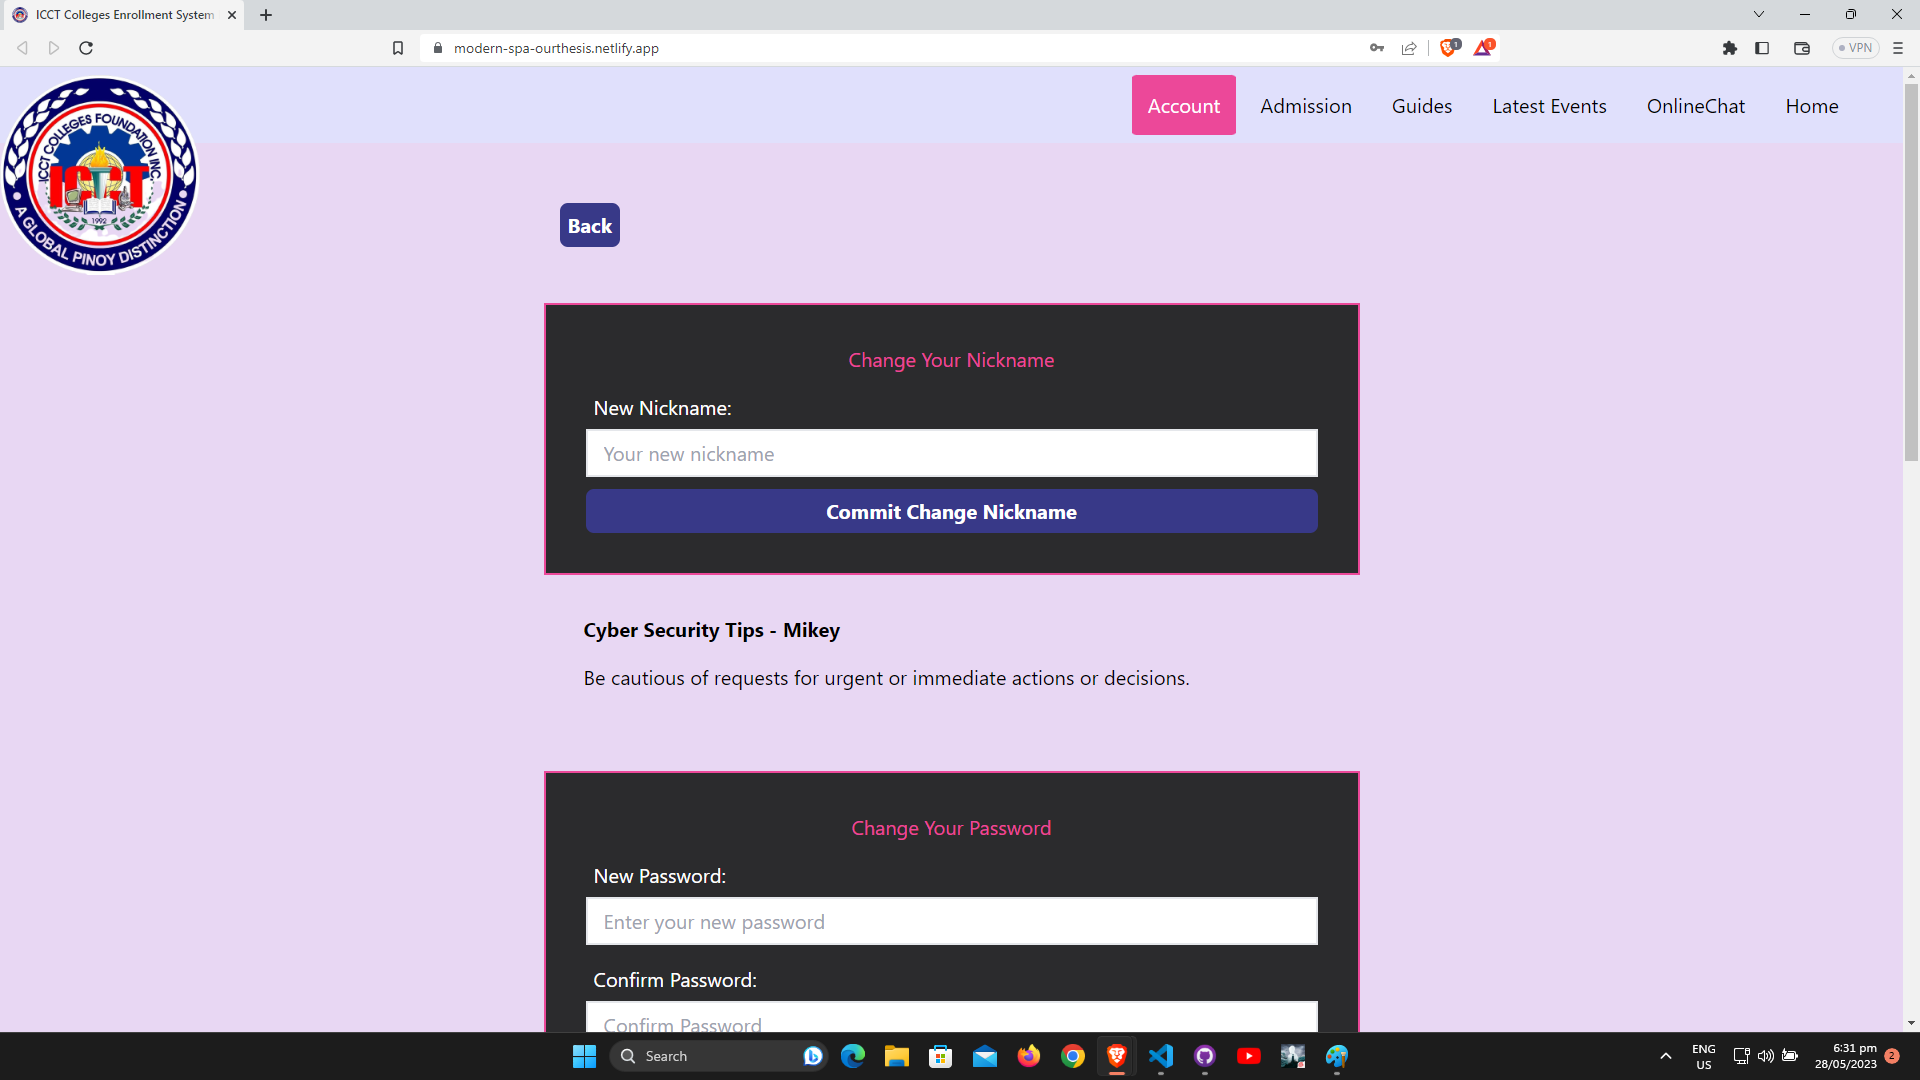 ICCT Colleges Enrollment System
modern-spa-ourthesis.netlify.app
1
1
VPN
ICCT COLLEGES FOUNDATION INC.
ICCT
1992
A GLOBAL PINOY DISTINCTION
Account
Admission
Guides
Latest Events
OnlineChat
Home
Back
Change Your Nickname
New Nickname:
Your new nickname
Commit Change Nickname
Cyber Security Tips - Mikey
Be cautious of requests for urgent or immediate actions or decisions.
Change Your Password
New Password:
Enter your new password
Confirm Password:
Confirm Password
Search
ENG
US
6:31 pm
28/05/2023
2